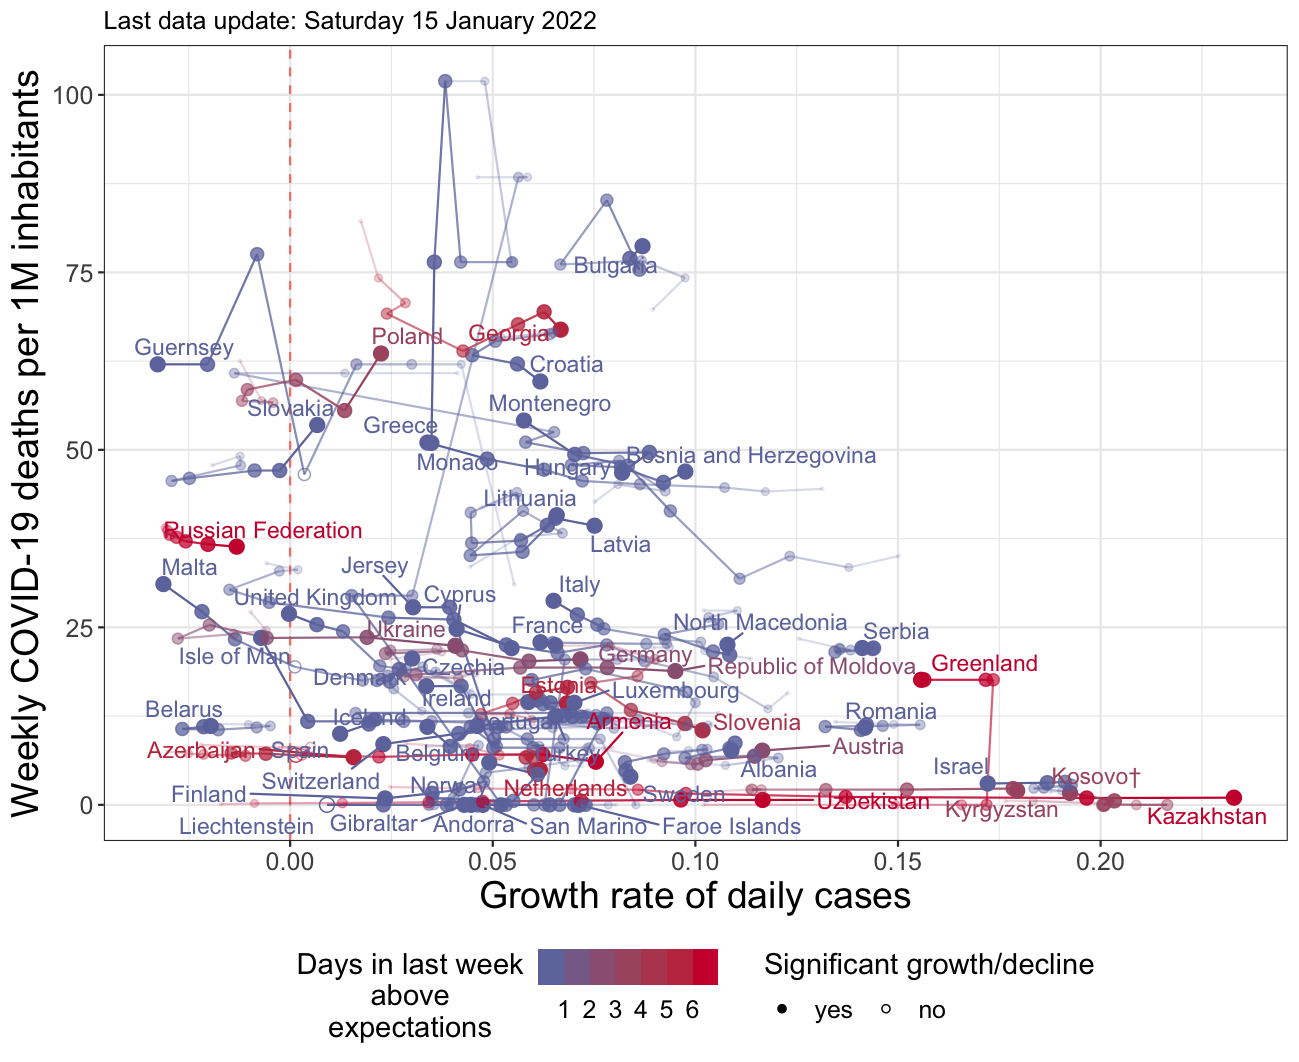 Last data update: Saturday 15 January 2022
Weekly COVID-19 deaths per 1M inhabitants
100
75
50
25
0
Bulgaria
Georgia
Poland
Guernsey
Croatia
Slovakia
Montenegro
Greece
Monaco
Hungary
Bosnia and Herzegovina
Lithuania
Russian Federation
Latvia
Malta
Jersey
Italy
United Kingdom
Cyprus
France
North Macedonia
Serbia
Ukraine
Isle of Man
Germany
Republic of Moldova
Greenland
Czechia
Denmark
Estonia
Luxembourg
Ireland
Belarus
Iceland
Portugal
Armenia
Slovenia
Romania
Azerbaijan
Spain
Belgium
Turkey
Austria
Albania
Israel
Kosovo†
Switzerland
Finland
Norway
Netherlands
Sweden
Uzbekistan
Kyrgyzstan
Kazakhstan
Liechtenstein
Gibraltar
Andorra
San Marino
Faroe Islands
0.00
0.05
0.10
0.15
0.20
Growth rate of daily cases
Days in last week
above
expectations
1 2 3 4 5 6
Significant growth/decline
yes
no